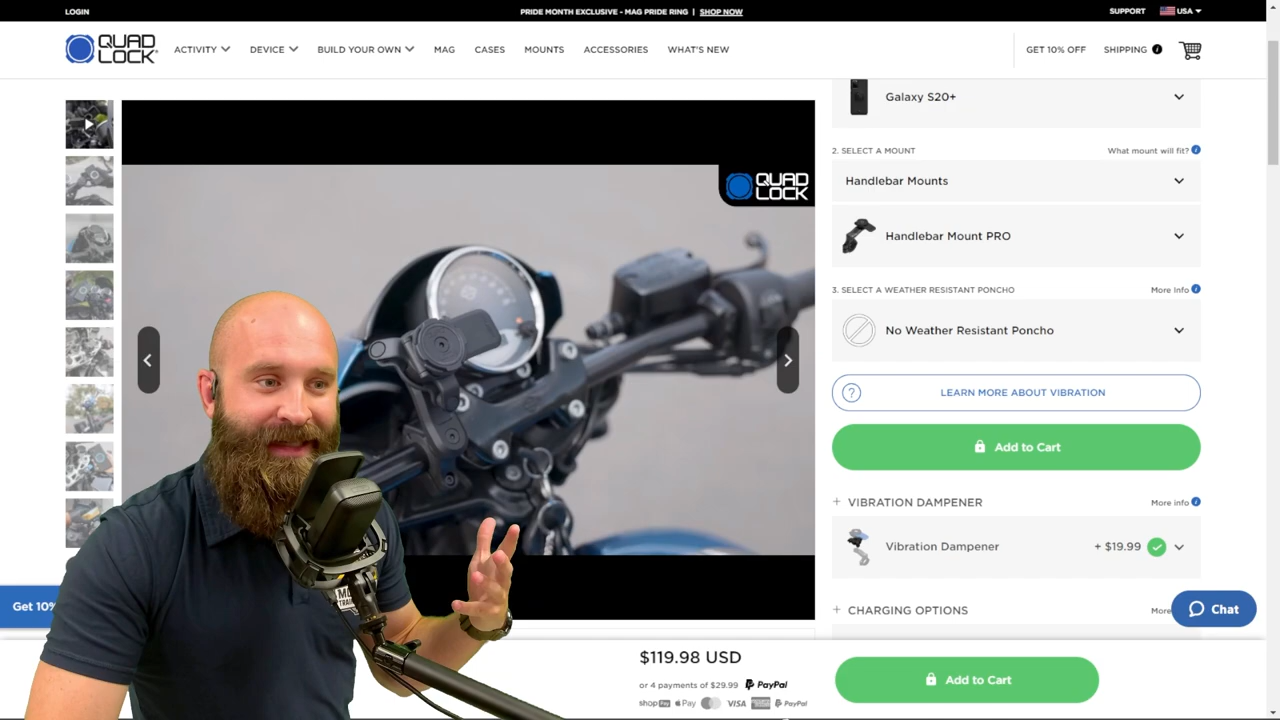 LOGIN
PRIDE MONTH EXCLUSIVE - MAG PRIDE RING | SHOP NOW
SUPPORT
USA
QUAD LOCK
ACTIVITY
DEVICE
BUILD YOUR OWN
MAG
CASES
MOUNTS
ACCESSORIES
WHAT'S NEW
GET 10% OFF
SHIPPING
QUAD LOCK
Galaxy S20+
2. SELECT A MOUNT
What mount will fit?
Handlebar Mounts
Handlebar Mount PRO
3. SELECT A WEATHER RESISTANT PONCHO
More Info
No Weather Resistant Poncho
LEARN MORE ABOUT VIBRATION
Add to Cart
+ VIBRATION DAMPENER
More info
Vibration Dampener
+ $19.99
+ CHARGING OPTIONS
More
Chat
Get 10%
$119.98 USD
or 4 payments of $29.99 PayPal
shop Pay
Pay
VISA
PayPal
Add to Cart